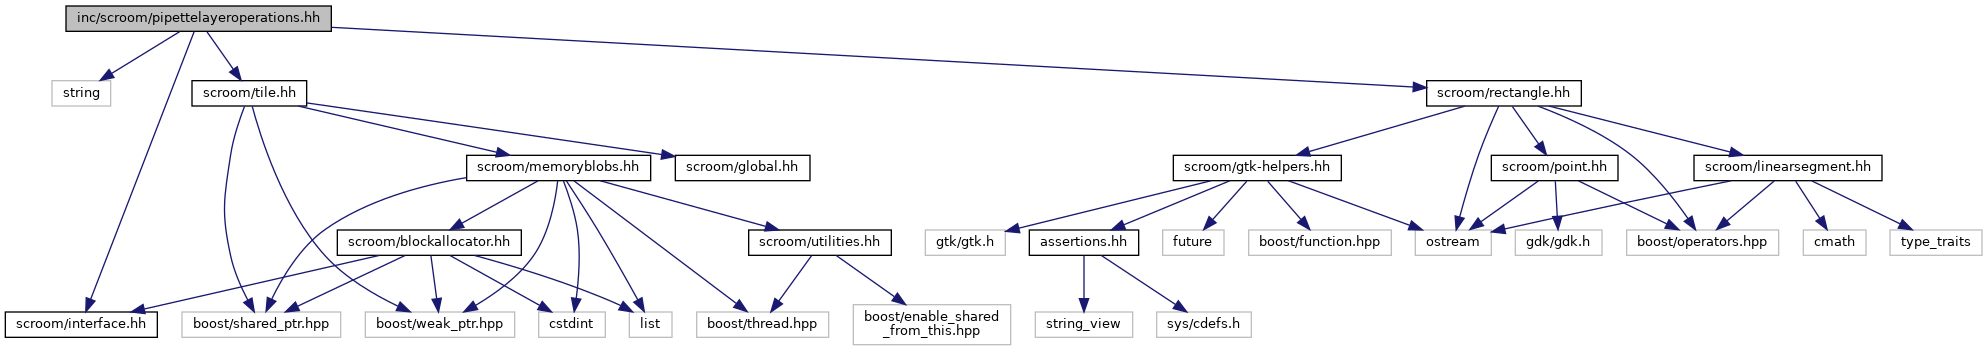 inc/scroom/pipettelayeroperations.hh
string
scroom/tile.hh
scroom/rectangle.hh
scroom/memoryblobs.hh
scroom/global.hh
scroom/gtk-helpers.hh
scroom/point.hh
scroom/linearsegment.hh
scroom/blockallocator.hh
scroom/utilities.hh
gtk/gtk.h
assertions.hh
future
boost/function.hpp
ostream
gdk/gdk.h
boost/operators.hpp
cmath
type_traits
scroom/interface.hh
boost/shared_ptr.hpp
boost/weak_ptr.hpp
cstdint
list
boost/thread.hpp
boost/enable_shared
_from_this.hpp
string_view
sys/cdefs.h